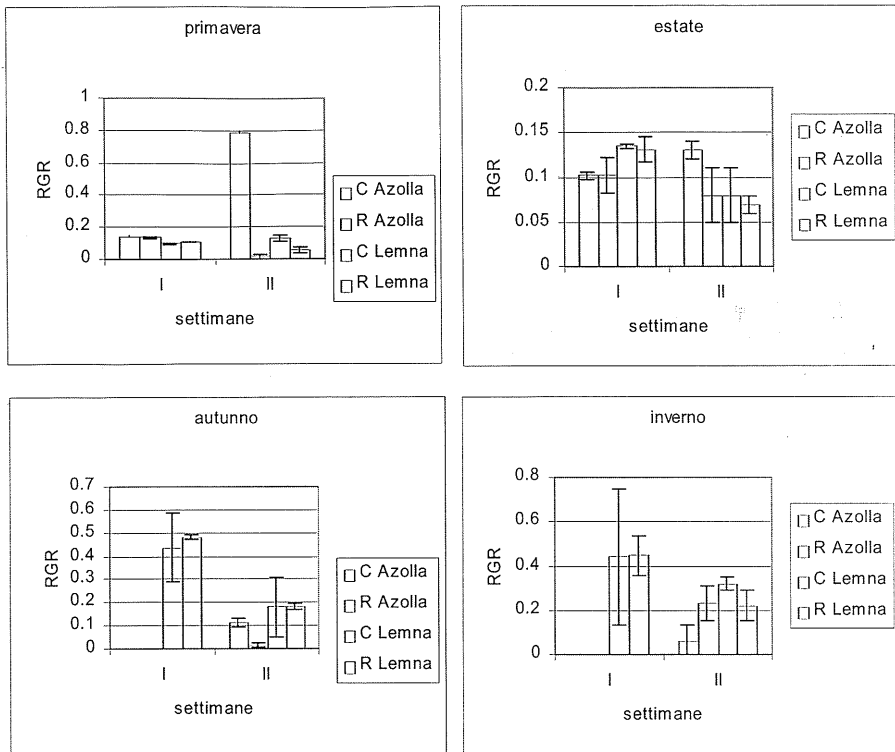 primavera
1
0.8
0.6
0.4
0.2
0
RGR
I II
settimane
C Azolla
R Azolla
C Lemna
R Lemna
estate
0.2
0.15
0.1
0.05
0
RGR
I II
settimane
C Azolla
R Azolla
C Lemna
R Lemna
autunno
0.7
0.6
0.5
0.4
0.3
0.2
0.1
0
RGR
I II
settimane
C Azolla
R Azolla
C Lemna
R Lemna
inverno
0.8
0.6
0.4
0.2
0
RGR
I II
settimane
C Azolla
R Azolla
C Lemna
R Lemna